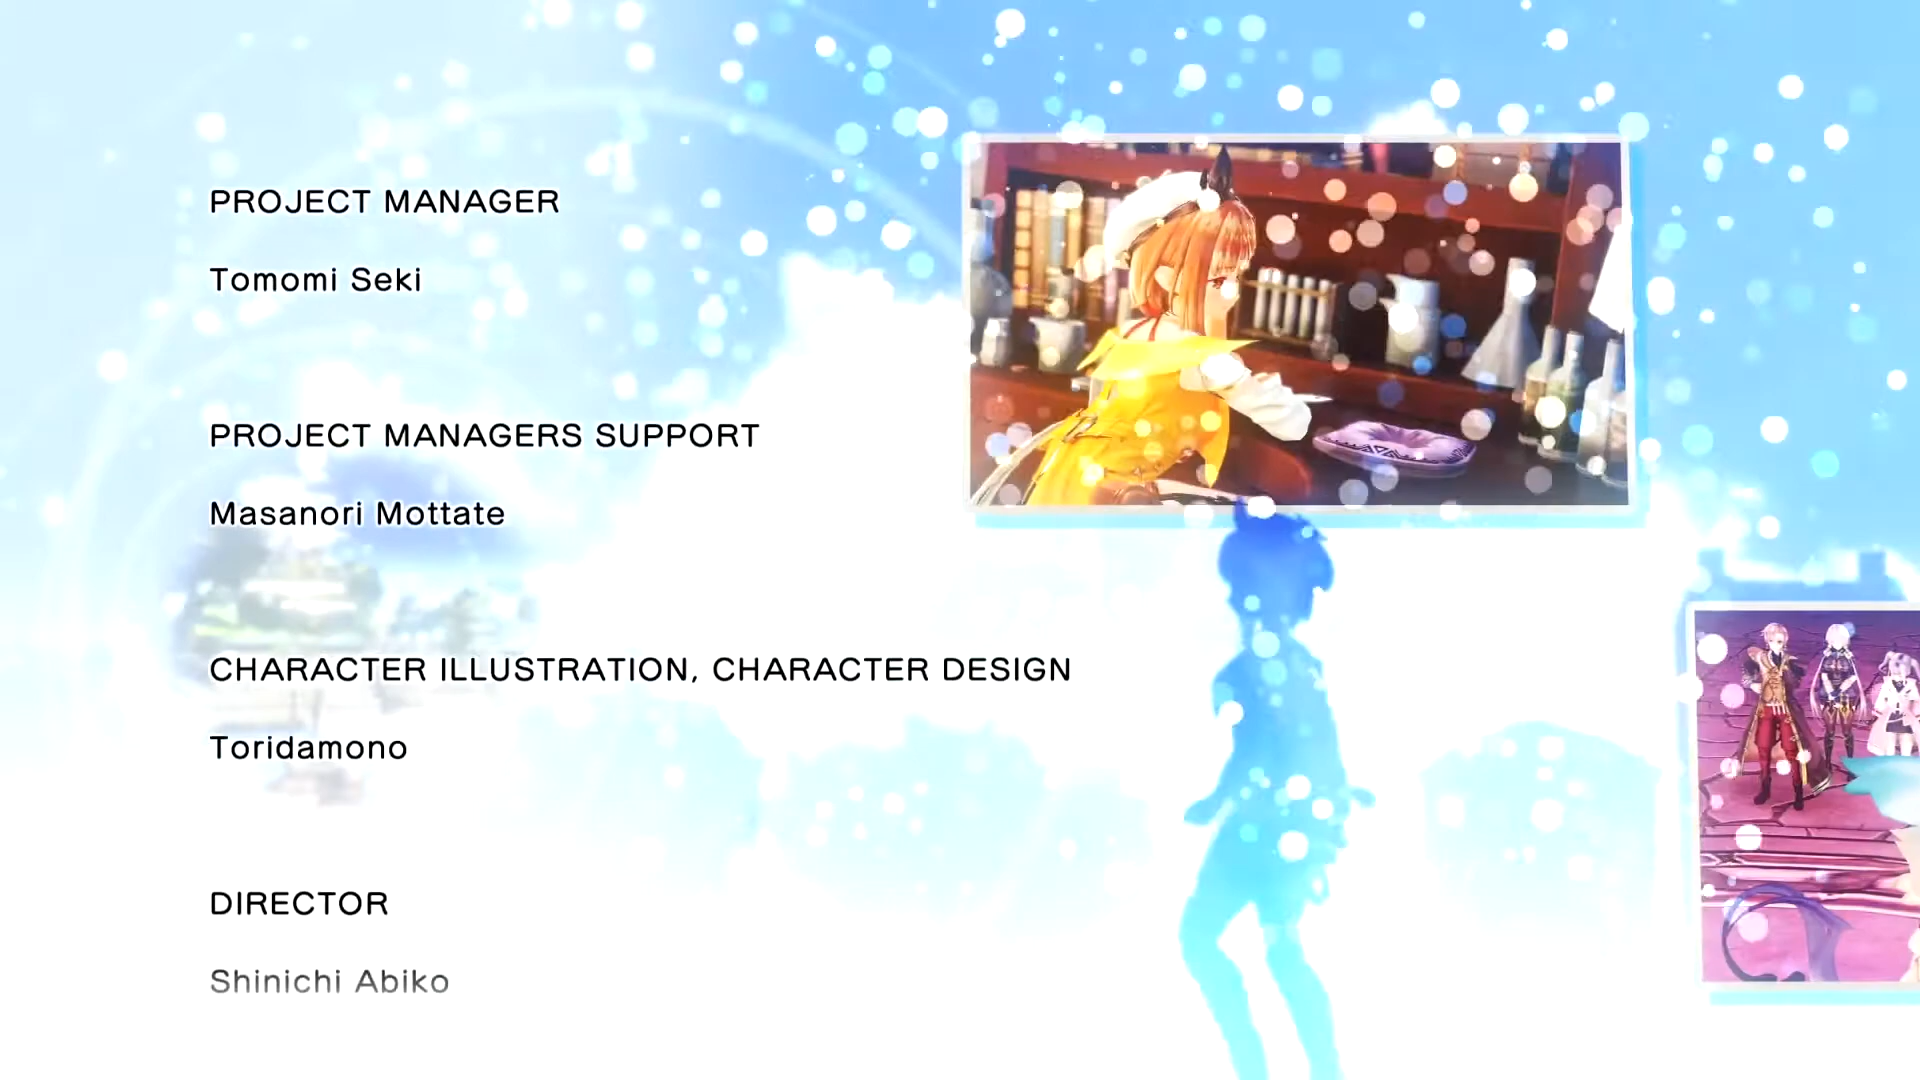 PROJECT MANAGER
Tomomi Seki
PROJECT MANAGERS SUPPORT
Masanori Mottate
CHARACTER ILLUSTRATION, CHARACTER DESIGN
Toridamono
DIRECTOR
Shinichi Abiko